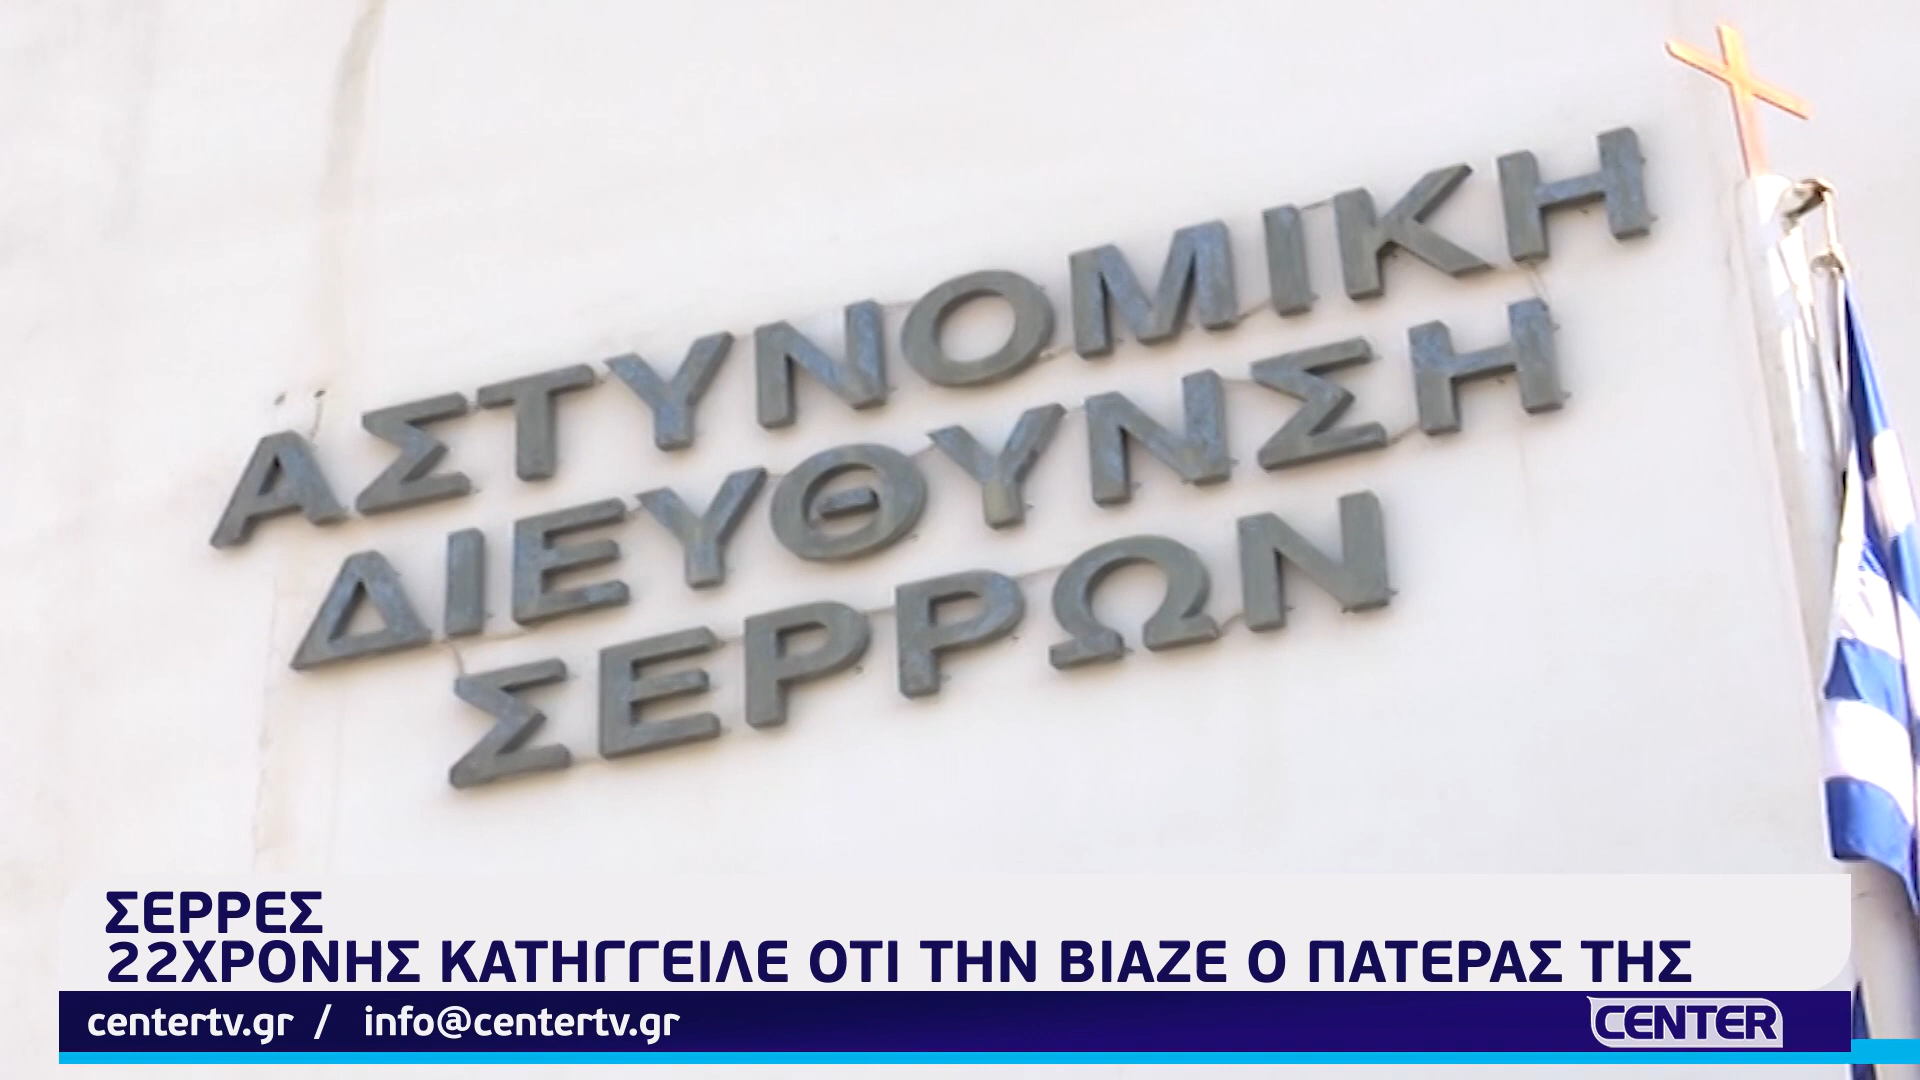 ΑΣΤΥΝΟΜΙΚΗ
ΔΙΕΥΘΥΝΣΗ
ΣΕΡΡΩΝ
ΣΕΡΡΕΣ
22ΧΡΟΝΗΣ ΚΑΤΗΓΓΕΙΛΕ ΟΤΙ ΤΗΝ ΒΙΑΖΕ Ο ΠΑΤΕΡΑΣ ΤΗΣ
centertv.gr / info@centertv.gr
CENTER